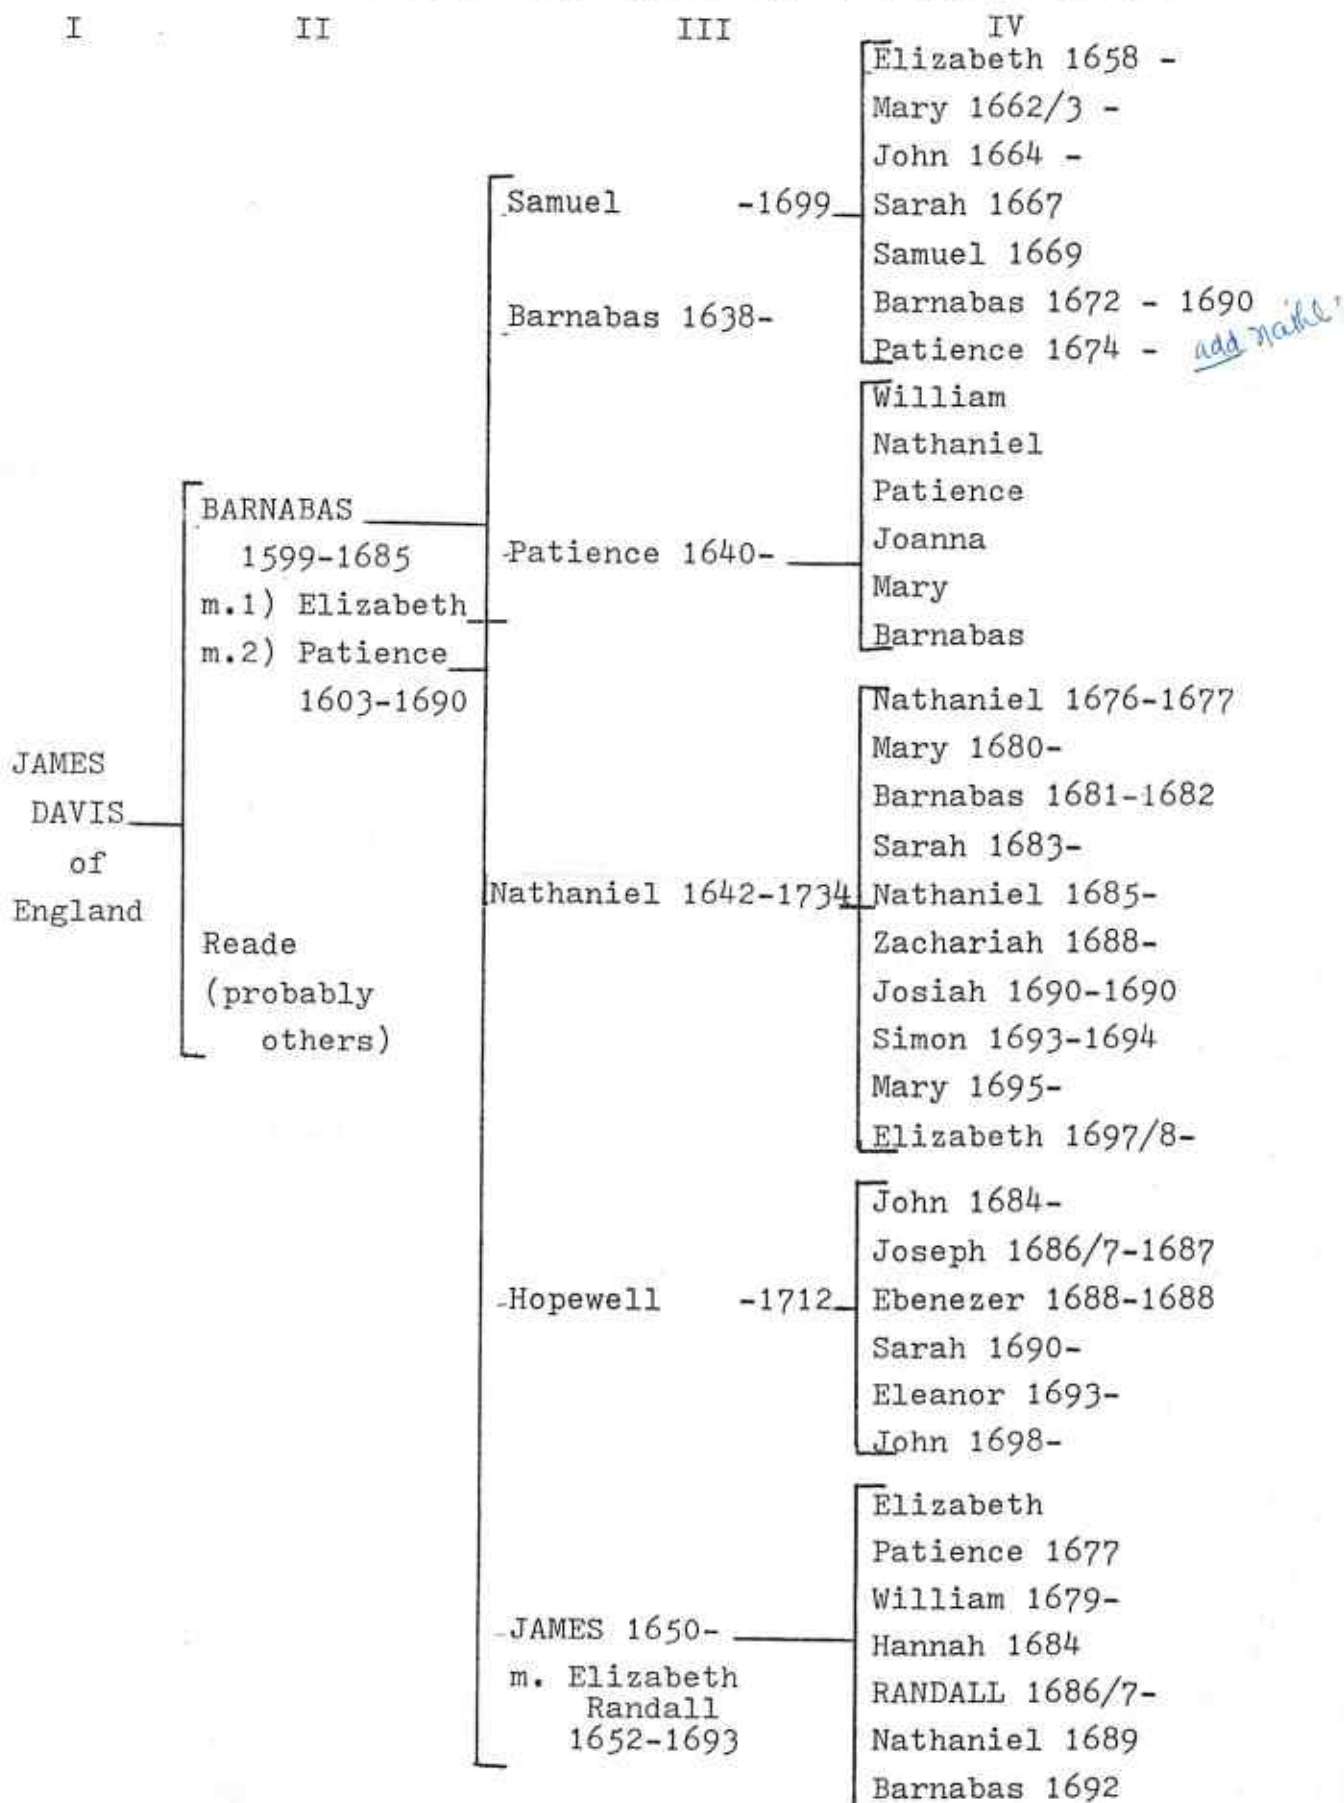 I II III IV
JAMES
DAVIS
of
England
BARNABAS
1599-1685
m.1) Elizabeth
m.2) Patience
1603-1690
Reade
(probably
others)
Samuel -1699
Barnabas 1638-
Patience 1640-
Nathaniel 1642-1734
Hopewell -1712
JAMES 1650-
m. Elizabeth
Randall
1652-1693
Elizabeth 1658 -
Mary 1662/3 -
John 1664 -
Sarah 1667
Samuel 1669
Barnabas 1672 - 1690
Patience 1674 - add
William
Nathaniel
Patience
Joanna
Mary
Barnabas
Nathaniel 1676-1677
Mary 1680-
Barnabas 1681-1682
Sarah 1683-
Nathaniel 1685-
Zachariah 1688-
Josiah 1690-1690
Simon 1693-1694
Mary 1695-
Elizabeth 1697/8-
John 1684-
Joseph 1686/7-1687
Ebenezer 1688-1688
Sarah 1690-
Eleanor 1693-
John 1698-
Elizabeth
Patience 1677
William 1679-
Hannah 1684
RANDALL 1686/7-
Nathaniel 1689
Barnabas 1692